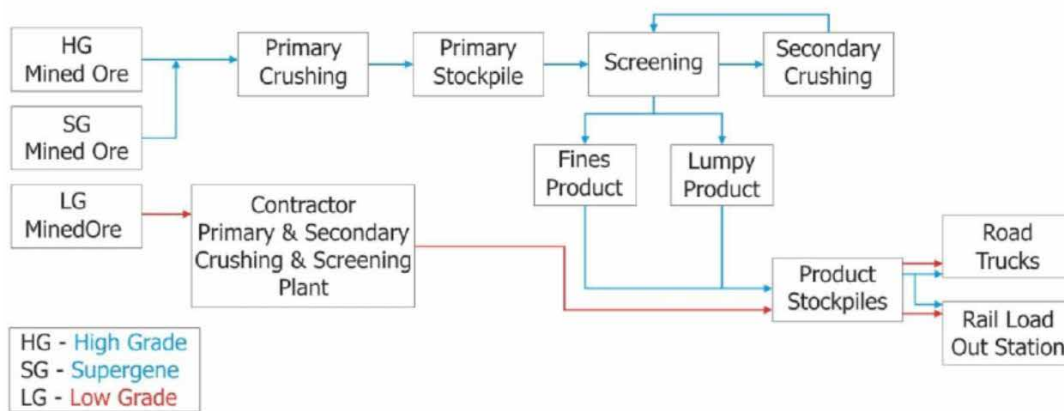 HG
Mined Ore
Primary
Crushing
Primary
Stockpile
Screening
Secondary
Crushing
SG
Mined Ore
Fines
Product
Lumpy
Product
LG
MinedOre
Contractor
Primary & Secondary
Crushing & Screening
Plant
Product
Stockpiles
Road
Trucks
Rail Load
Out Station
HG - High Grade
SG - Supergene
LG - Low Grade